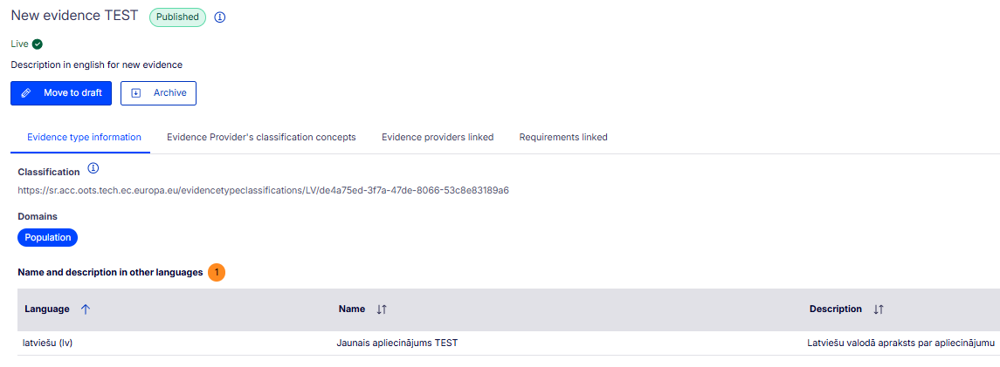 New evidence TEST Published
Live
Description in english for new evidence
Move to draft Archive
Evidence type information Evidence Provider's classification concepts Evidence providers linked Requirements linked
Classification
https://sr.acc.oots.tech.ec.europa.eu/evidencetypeclassifications/LV/de4a75ed-3f7a-47de-8066-53c8e83189a6
Domains
Population
Name and description in other languages 1
Language Name Description
latviešu (lv) Jaunais apliecinājums TEST Latviešu valodā apraksts par apliecinājumu